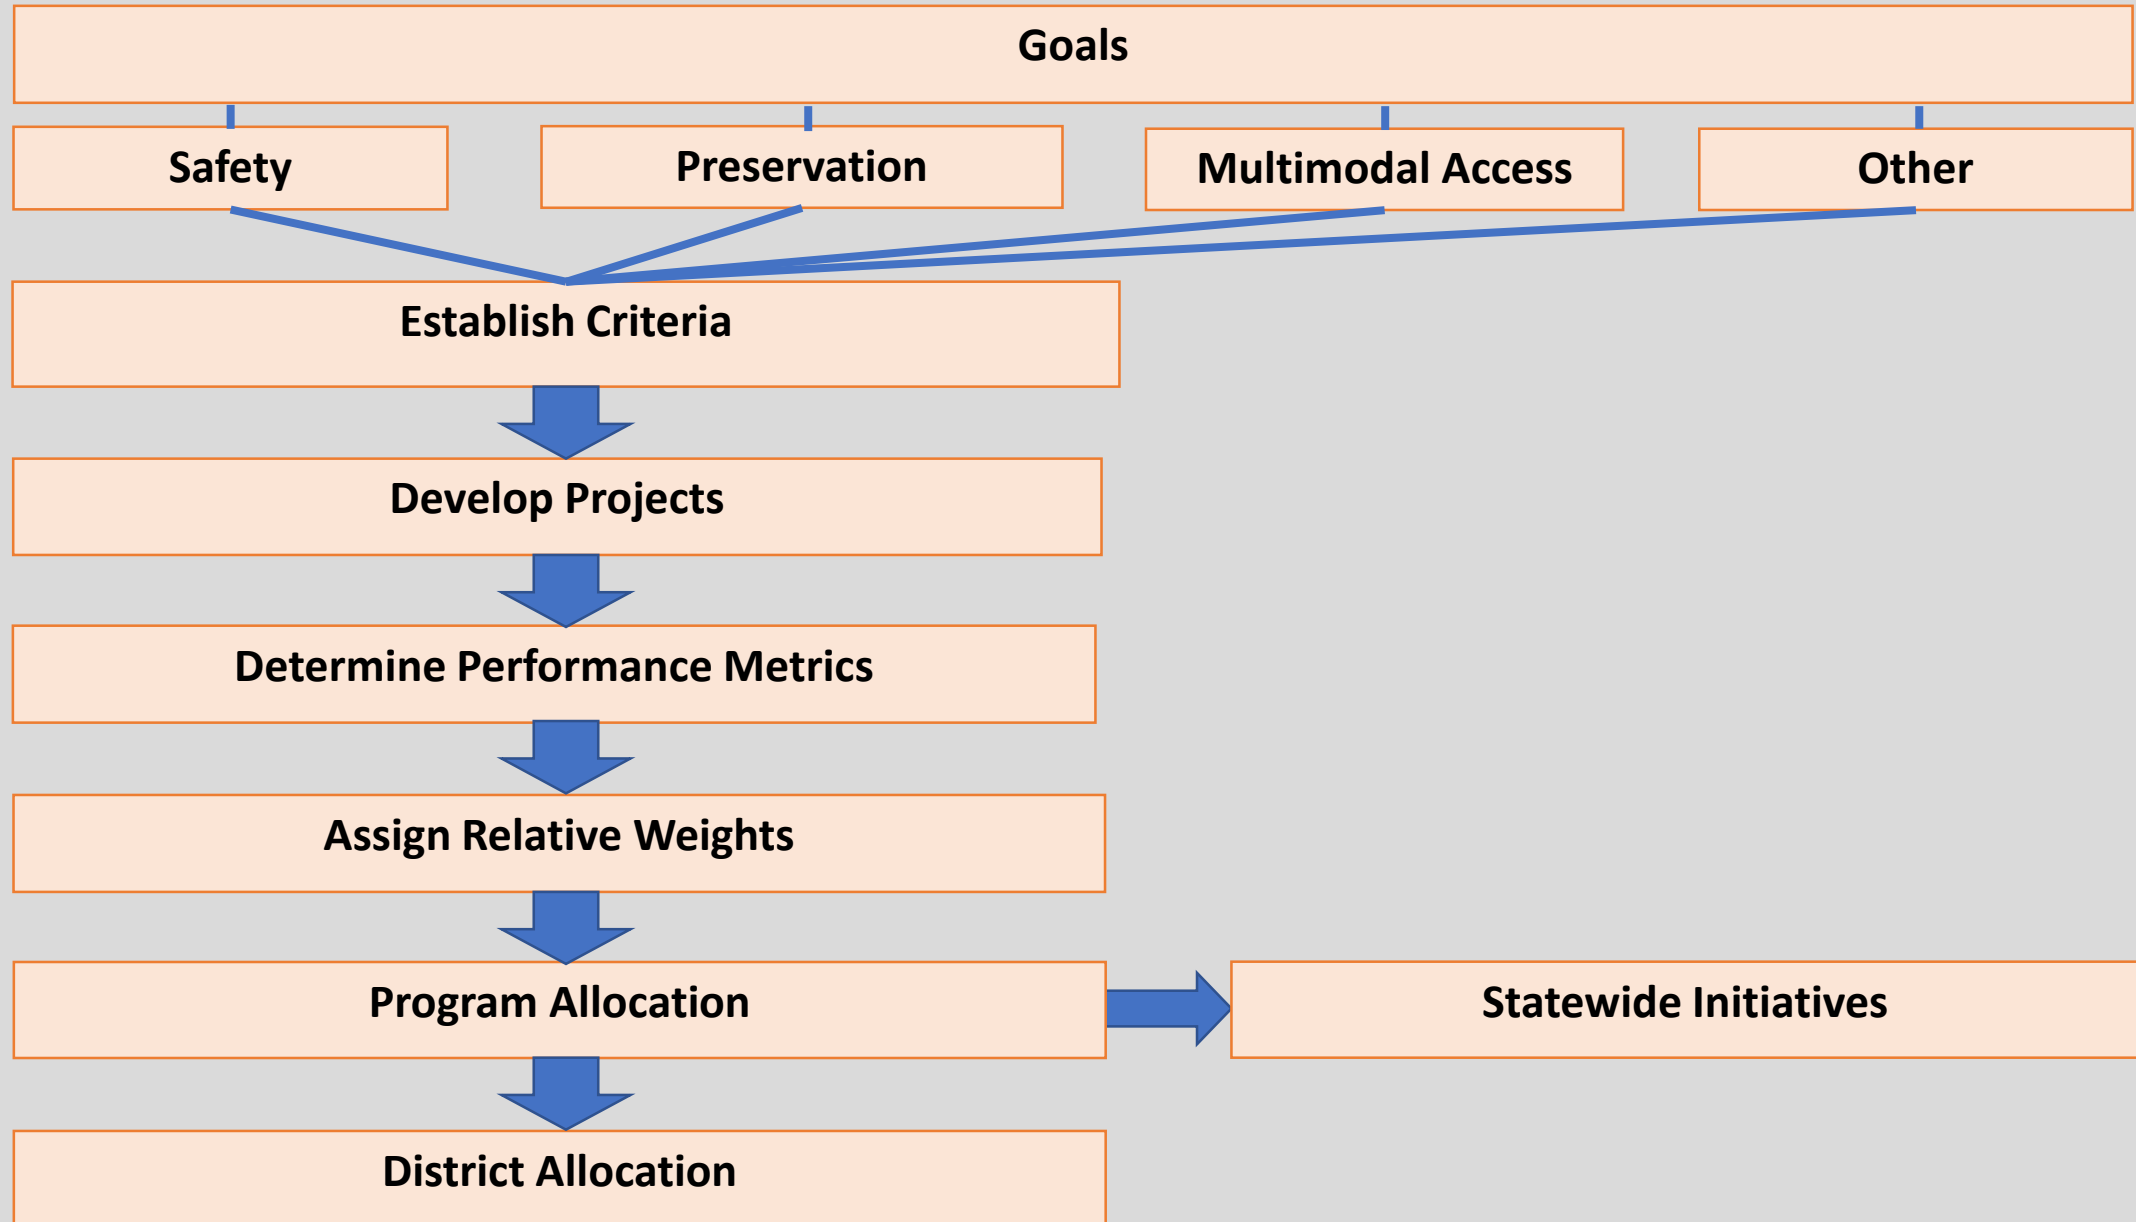 Goals
Safety
Preservation
Multimodal Access
Other
Establish Criteria
Develop Projects
Determine Performance Metrics
Assign Relative Weights
Program Allocation
Statewide Initiatives
District Allocation